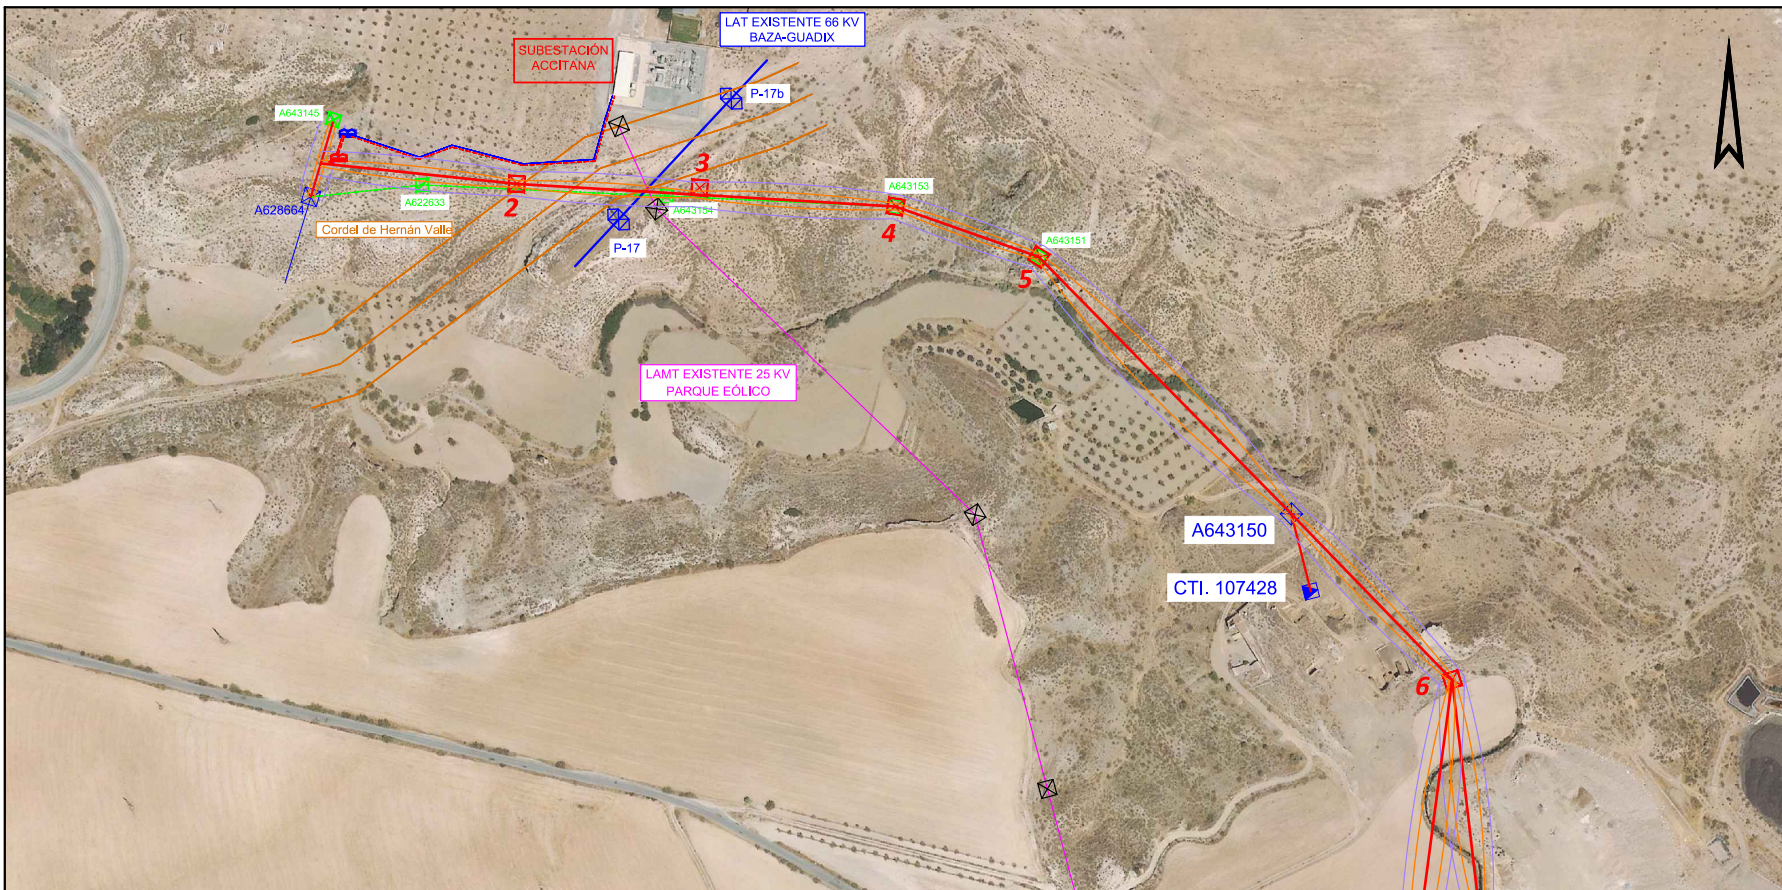 LAT EXISTENTE 66 KV
BAZA-GUADIX
SUBESTACIÓN
ACCITANA
P-17b
A643145
3
A643153
A628664
A622633
2
A643154
4
Cordel de Hernán Valle
P-17
A643151
5
LAMT EXISTENTE 25 KV
PARQUE EÓLICO
A643150
CTI. 107428
6